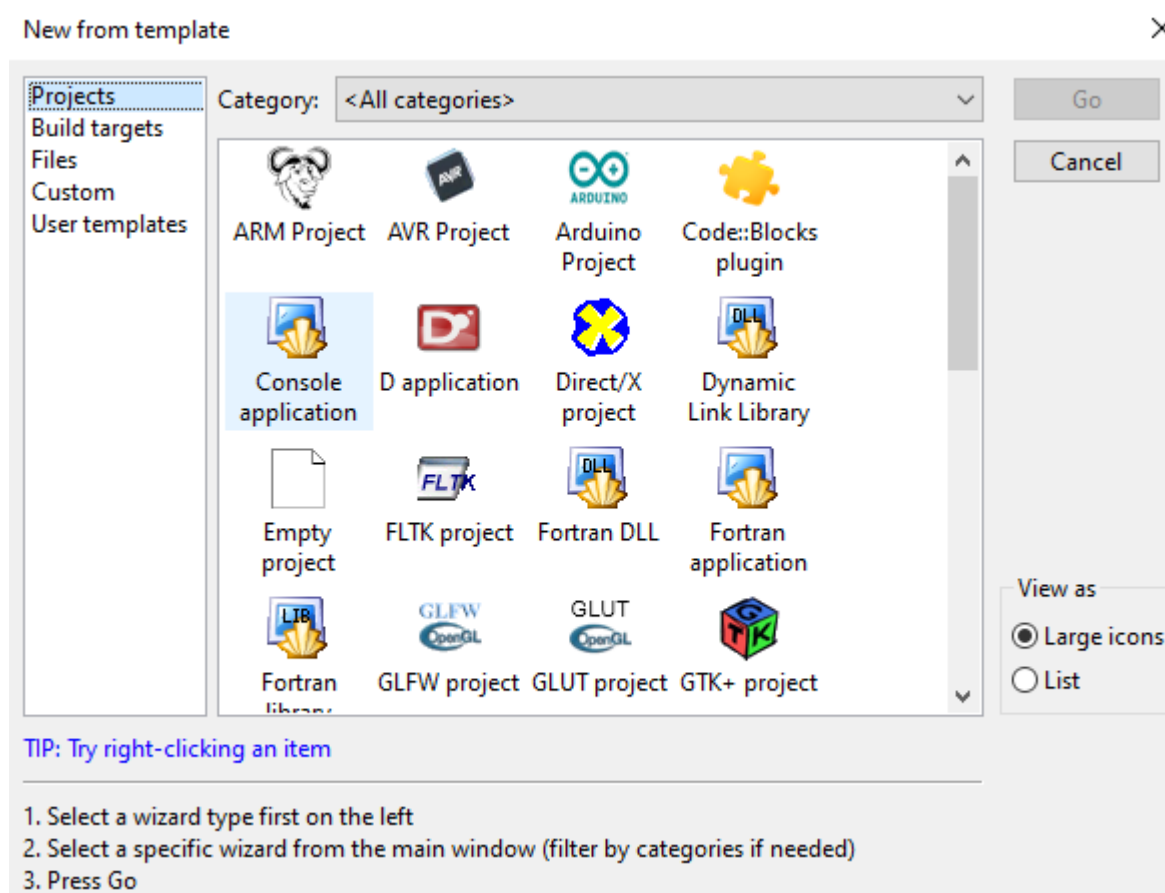 New from template
Projects
Build targets
Files
Custom
User templates
Category: <All categories>
Go
Cancel
AVR
ARDUINO
ARM Project AVR Project Arduino Project Code::Blocks plugin
D
DLL
Console application D application Direct/X project Dynamic Link Library
FLTK
DLL
Empty project FLTK project Fortran DLL Fortran application
LIB
GLFW OpenGL
GLUT OpenGL
GTK
Fortran library GLFW project GLUT project GTK+ project
View as
Large icons
List
TIP: Try right-clicking an item
1. Select a wizard type first on the left
2. Select a specific wizard from the main window (filter by categories if needed)
3. Press Go